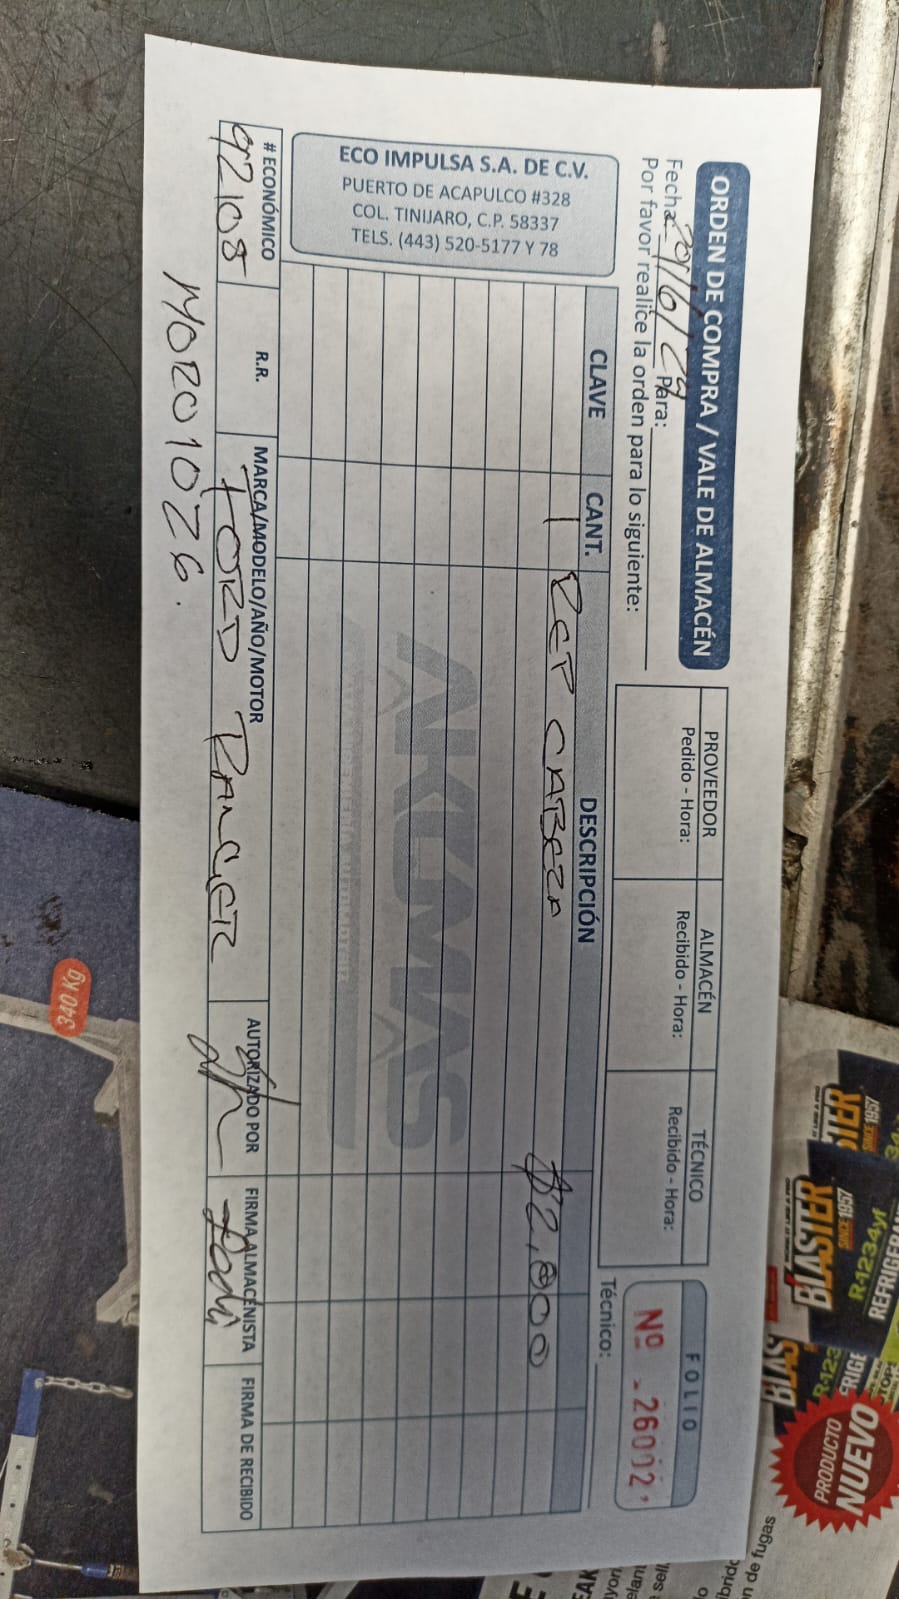 ORDEN DE COMPRA / VALE DE ALMACÉN
Fecha: 29/6/29 Para:
Por favor realice la orden para lo siguiente:
PROVEEDOR
Pedido - Hora:
ALMACÉN
Recibido - Hora:
TÉCNICO
Recibido - Hora:
FOLIO
Nº 26002
Técnico:
ECO IMPULSA S.A. DE C.V.
PUERTO DE ACAPULCO #328
COL. TINIJARO, C.P. 58337
TELS. (443) 520-5177 Y 78
CLAVE CANT. DESCRIPCIÓN
1 REP CABEZA $2,800
AKUMAS
# ECONÓMICO R.R. MARCA/MODELO/AÑO/MOTOR AUTORIZADO POR FIRMA ALMACENISTA FIRMA DE RECIBIDO
92108 FORD RANGER
MOR01026.
340 Kg
BLASTER
SINCE 1957
R1234yf
REFRIGERAN
PRODUCTO
NUEVO
n de fugas